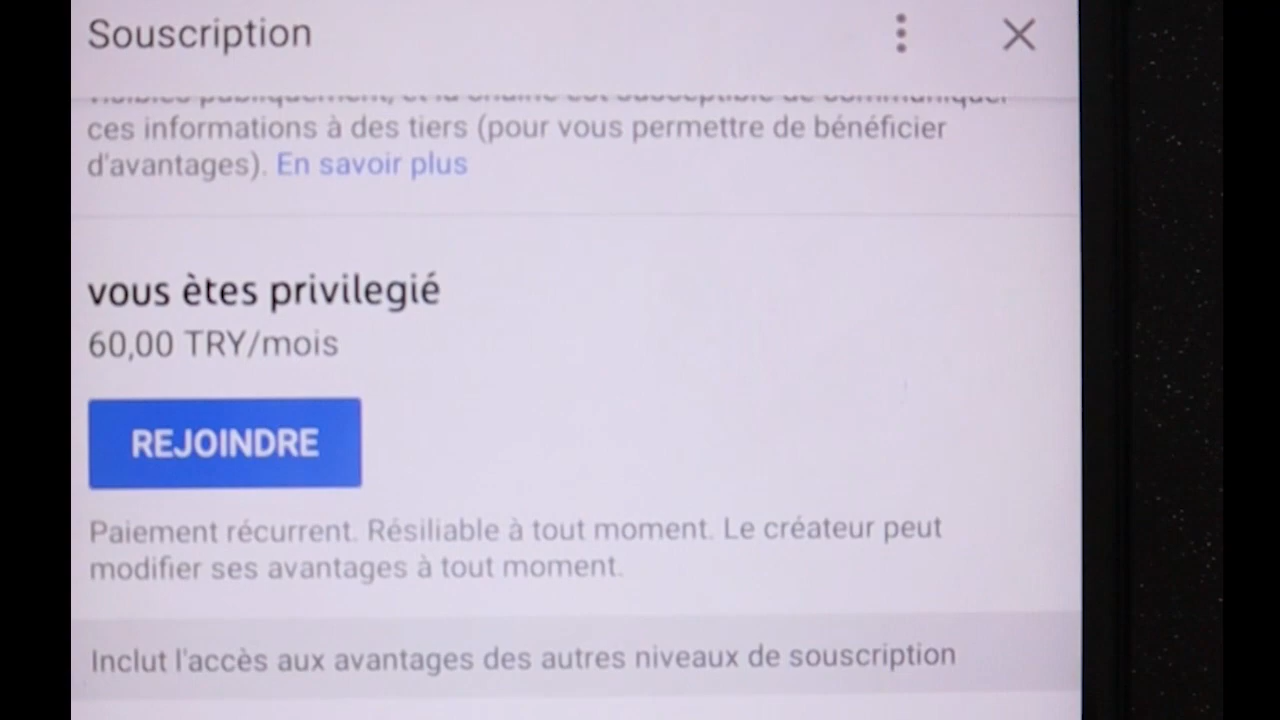 Souscription
ces informations à des tiers (pour vous permettre de bénéficier
d'avantages). En savoir plus
vous ètes privilegié
60,00 TRY/mois
REJOINDRE
Paiement récurrent. Résiliable à tout moment. Le créateur peut
modifier ses avantages à tout moment.
Inclut l'accès aux avantages des autres niveaux de souscription